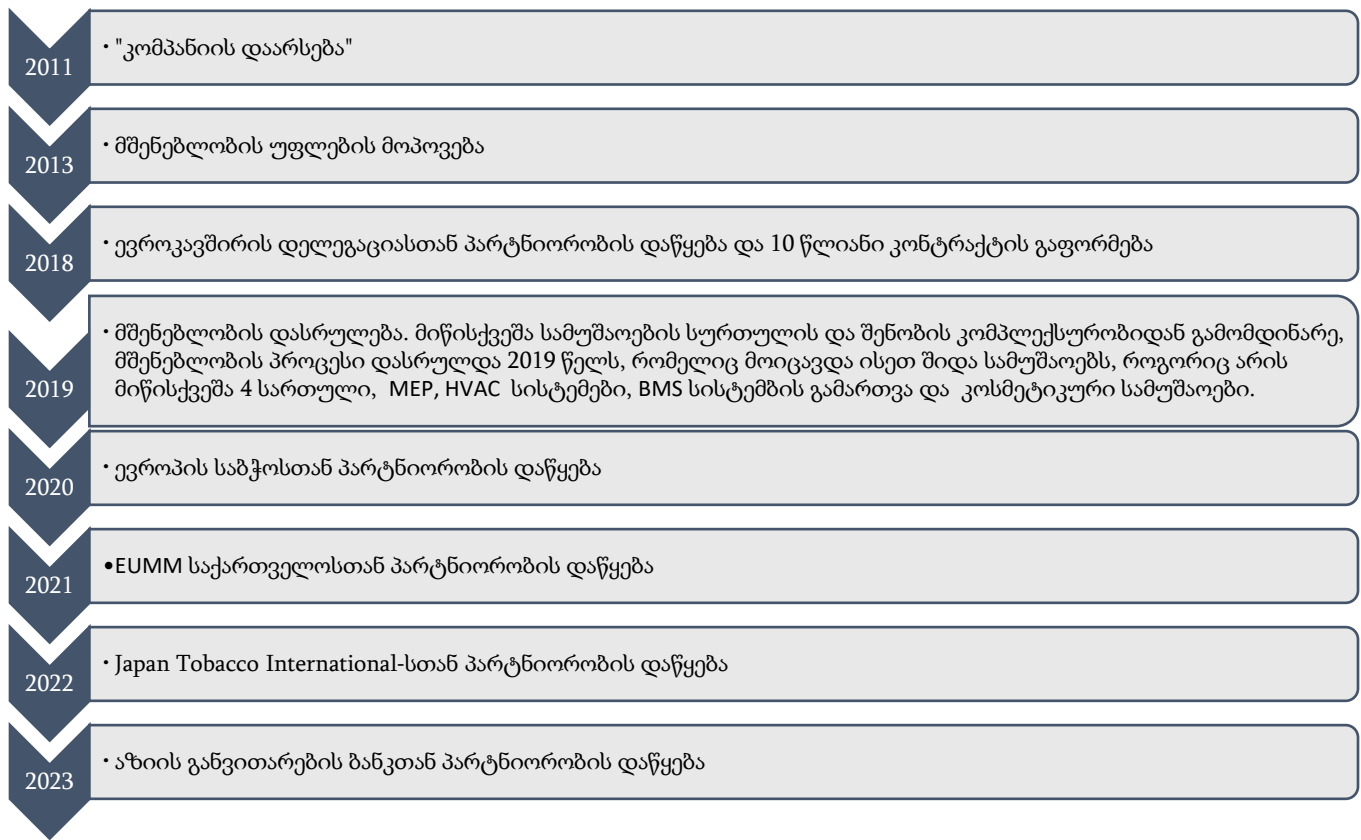 2011
· "კომპანიის დაარსება"
2013
· მშენებლობის უფლების მოპოვება
2018
· ევროკავშირის დელეგაციასთან პარტნიორობის დაწყება და 10 წლიანი კონტრაქტის გაფორმება
2019
· მშენებლობის დასრულება. მიწისქვეშა სამუშაოების სურთულის და შენობის კომპლექსურობიდან გამომდინარე,
მშენებლობის პროცესი დასრულდა 2019 წელს, რომელიც მოიცავდა ისეთ შიდა სამუშაოებს, როგორიც არის
მიწისქვეშა 4 სართული, MEP, HVAC სისტემები, BMS სისტემბის გამართვა და კოსმეტიკური სამუშაოები.
2020
· ევროპის საბჭოსთან პარტნიორობის დაწყება
2021
•EUMM საქართველოსთან პარტნიორობის დაწყება
2022
· Japan Tobacco International-სთან პარტნიორობის დაწყება
2023
· აზიის განვითარების ბანკთან პარტნიორობის დაწყება